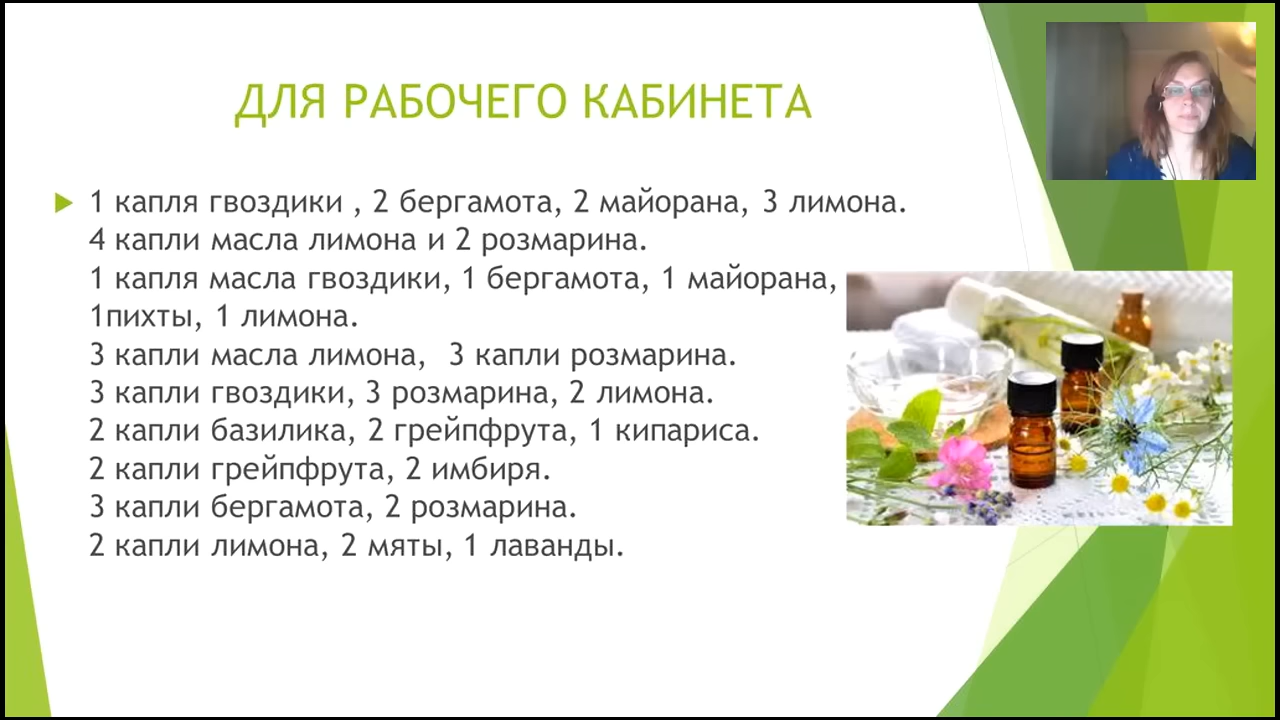 ДЛЯ РАБОЧЕГО КАБИНЕТА
1 капля гвоздики , 2 бергамота, 2 майорана, 3 лимона.
4 капли масла лимона и 2 розмарина.
1 капля масла гвоздики, 1 бергамота, 1 майорана,
1пихты, 1 лимона.
3 капли масла лимона,  3 капли розмарина.
3 капли гвоздики, 3 розмарина, 2 лимона.
2 капли базилика, 2 грейпфрута, 1 кипариса.
2 капли грейпфрута, 2 имбиря.
3 капли бергамота, 2 розмарина.
2 капли лимона, 2 мяты, 1 лаванды.